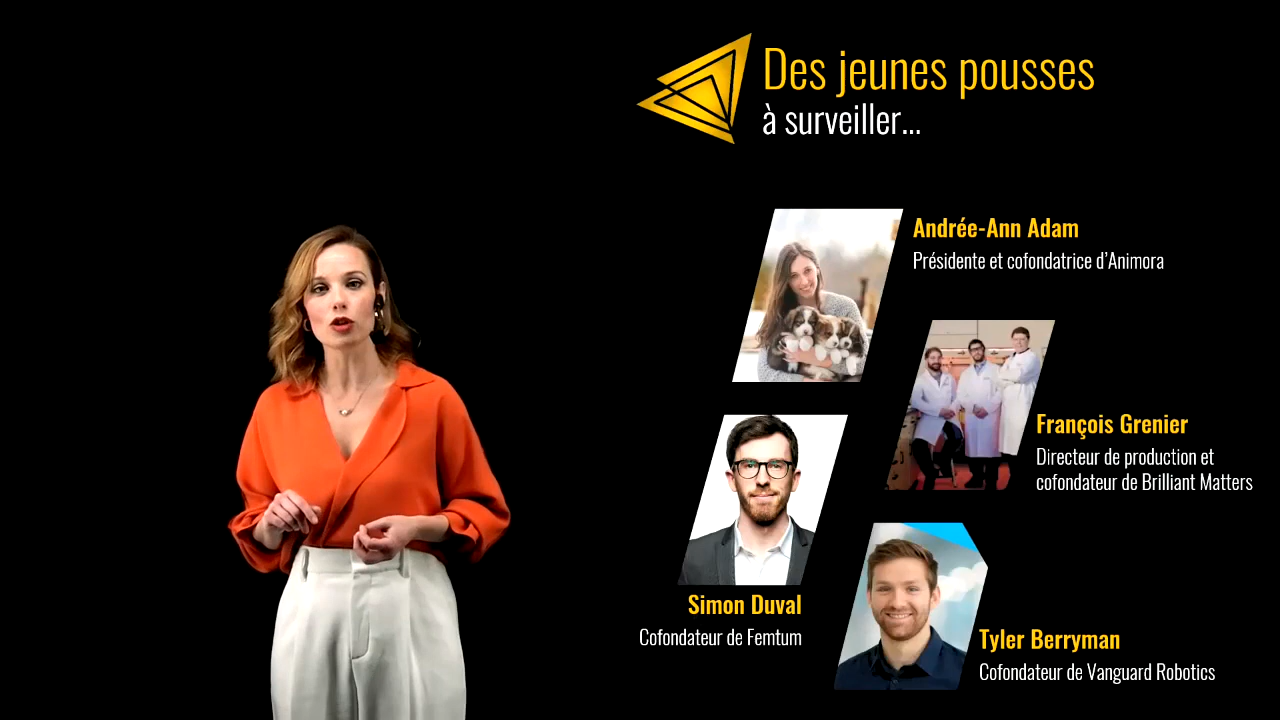 Des jeunes pousses
à surveiller...
Andrée-Ann Adam
Présidente et cofondatrice d'Animora
François Grenier
Directeur de production et
cofondateur de Brilliant Matters
Simon Duval
Cofondateur de Femtum
Tyler Berryman
Cofondateur de Vanguard Robotics